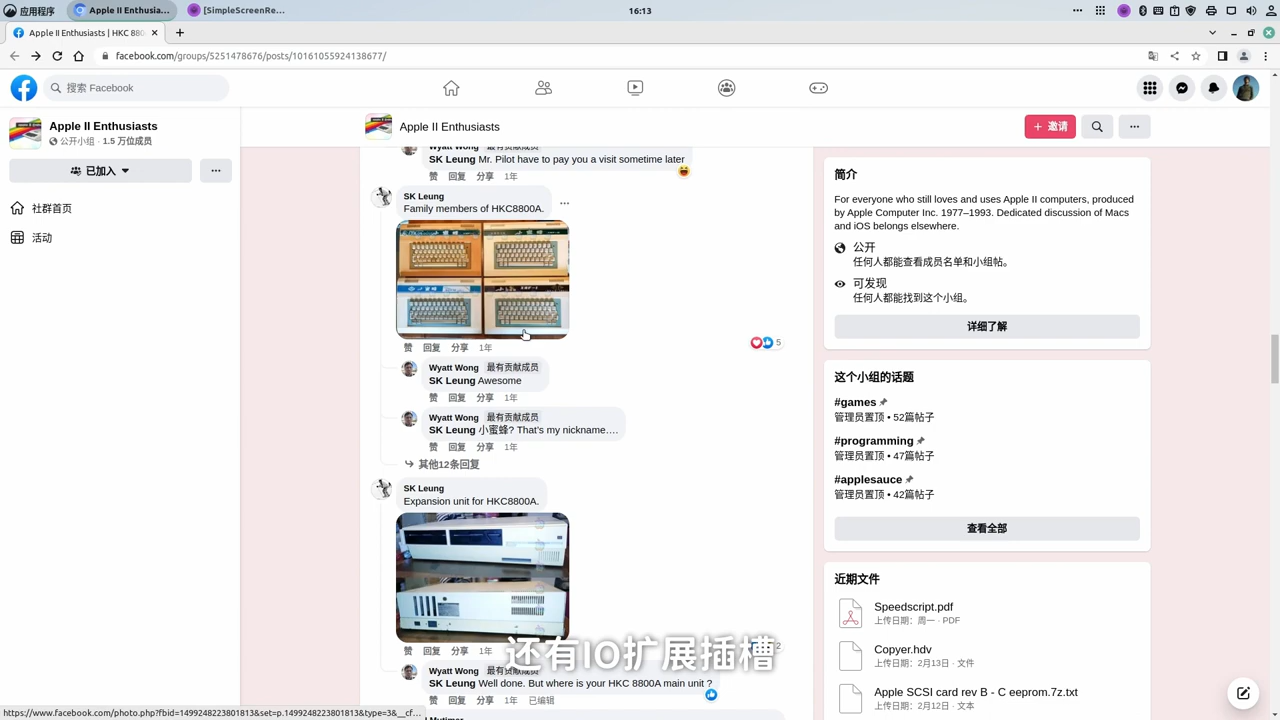 应用程序
Apple II Enthusia...
[SimpleScreenRe...
16:13
Apple II Enthusiasts | HKC 880
facebook.com/groups/5251478676/posts/10161055924138677/
搜索 Facebook
Apple II Enthusiasts
公开小组 · 1.5 万位成员
已加入
社群首页
活动
Apple II Enthusiasts
+ 邀请
Wyatt Wong 最有贡献成员
SK Leung Mr. Pilot have to pay you a visit sometime later
赞 回复 分享 1年
SK Leung
Family members of HKC8800A.
赞 回复 分享 1年
5
Wyatt Wong 最有贡献成员
SK Leung Awesome
赞 回复 分享 1年
Wyatt Wong 最有贡献成员
SK Leung 小蜜蜂? That's my nickname....
赞 回复 分享 1年
其他12条回复
SK Leung
Expansion unit for HKC8800A.
赞 回复 分享 1年
2
还有IO扩展插槽
Wyatt Wong 最有贡献成员
SK Leung Well done. But where is your HKC 8800A main unit ?
赞 回复 分享 1年 已编辑
简介
For everyone who still loves and uses Apple II computers, produced
by Apple Computer Inc. 1977–1993. Dedicated discussion of Macs
and iOS belongs elsewhere.
公开
任何人都能查看成员名单和小组帖。
可发现
任何人都能找到这个小组。
详细了解
这个小组的话题
#games
管理员置顶 • 52篇帖子
#programming
管理员置顶 • 47篇帖子
#applesauce
管理员置顶 • 42篇帖子
查看全部
近期文件
Speedscript.pdf
上传日期：周一 · PDF
Copyer.hdv
上传日期：2月13日 · 文件
Apple SCSI card rev B - C eeprom.7z.txt
上传日期：2月12日 · 文本
https://www.facebook.com/photo.php?fbid=1499248223801813&set=p.1499248223801813&type=3&__cf...